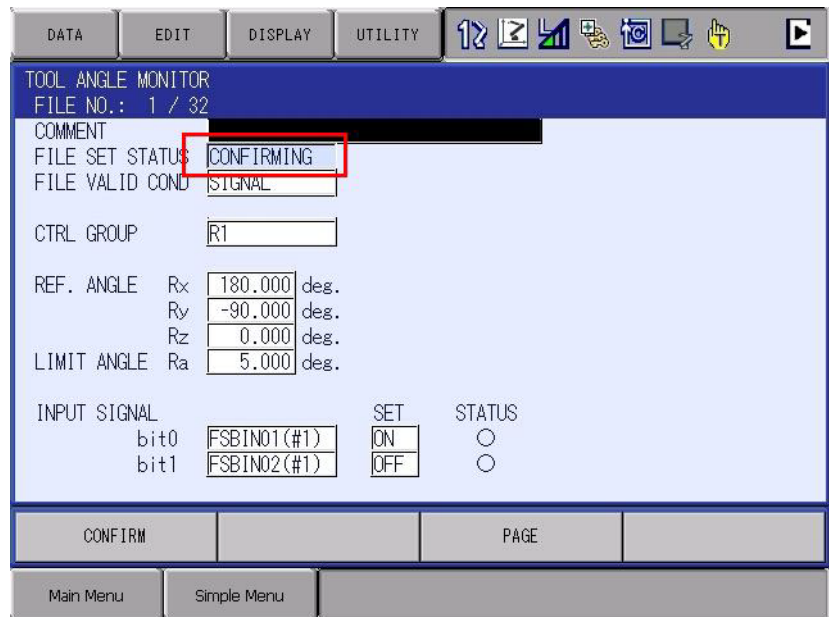 DATA EDIT DISPLAY UTILITY
TOOL ANGLE MONITOR
FILE NO.: 1 / 32
COMMENT
FILE SET STATUS CONFIRMING
FILE VALID COND SIGNAL
CTRL GROUP R1
REF. ANGLE Rx 180.000 deg.
Ry -90.000 deg.
Rz 0.000 deg.
LIMIT ANGLE Ra 5.000 deg.
INPUT SIGNAL SET STATUS
bit0 FSBIN01(#1) ON
bit1 FSBIN02(#1) OFF
CONFIRM PAGE
Main Menu Simple Menu